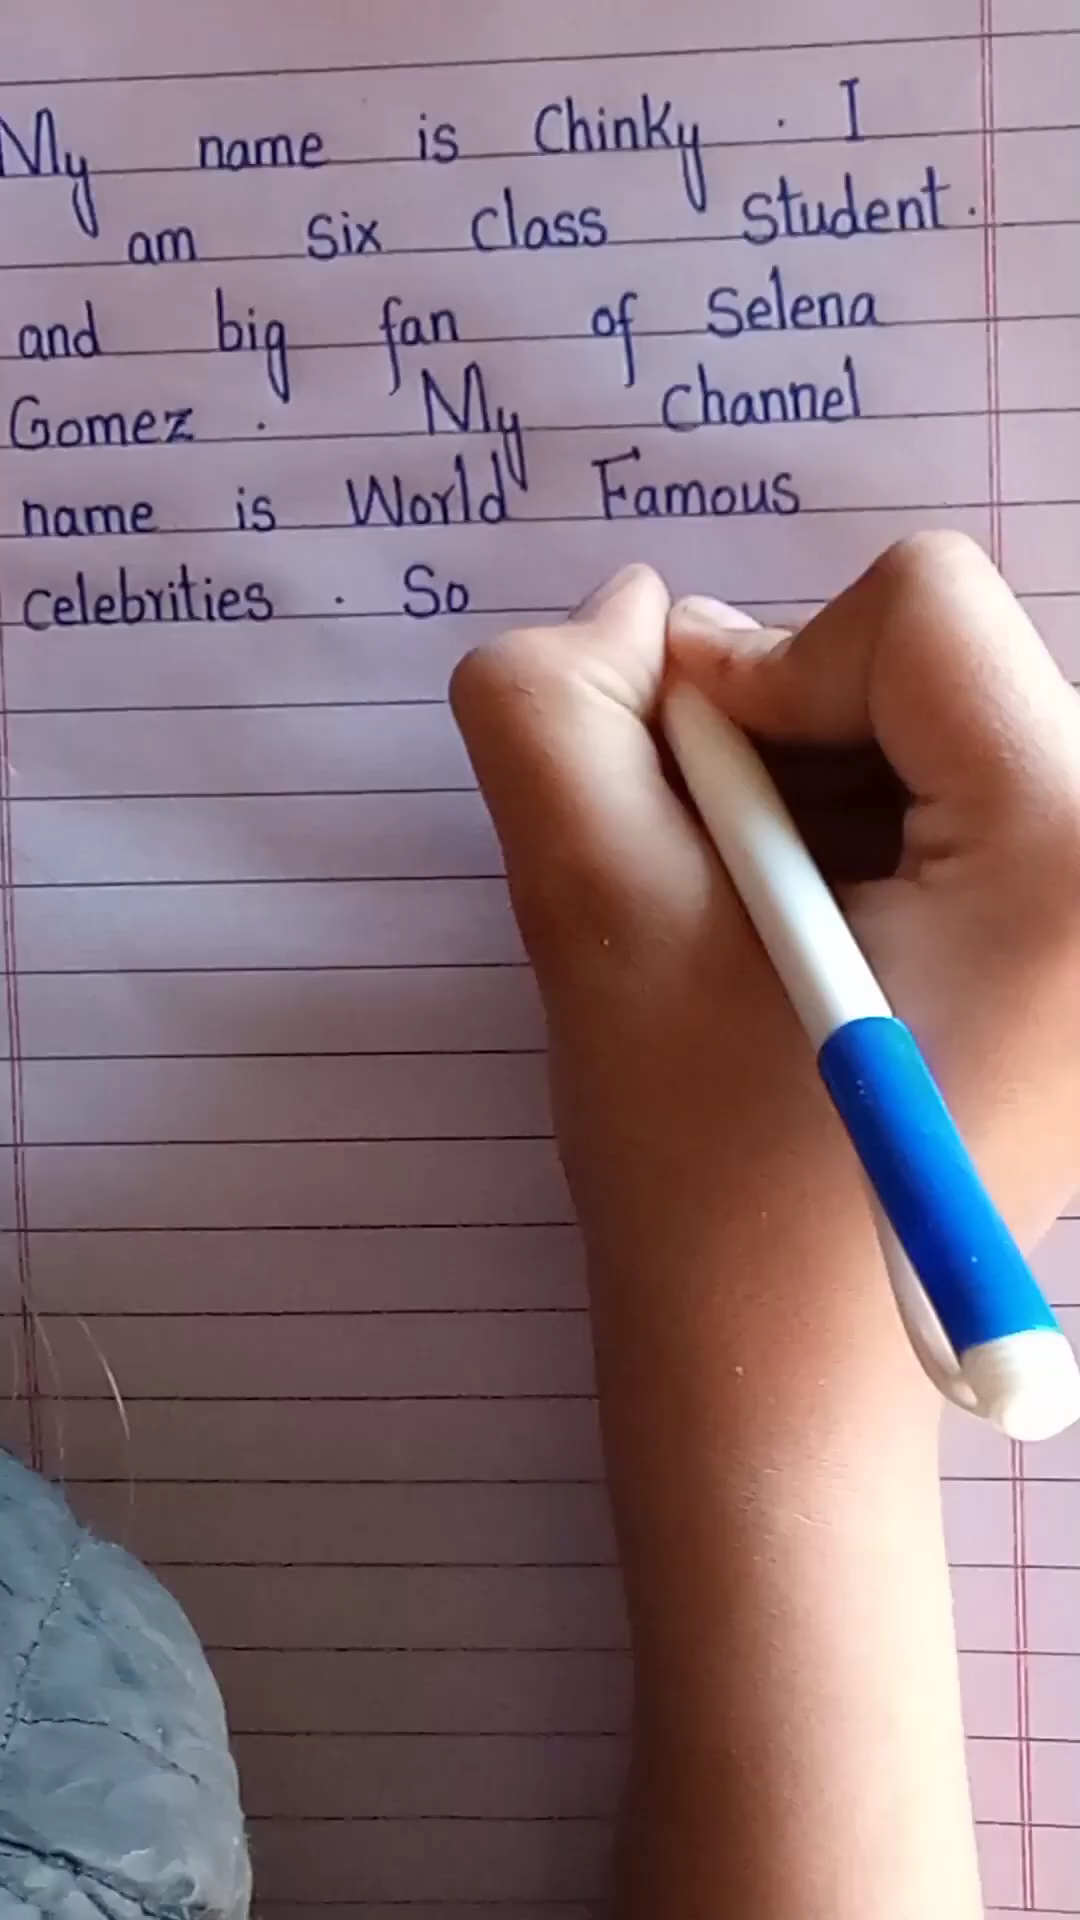 My name is Chinky . I
am six class student .
and big fan of Selena
Gomez . My channel
name is World Famous
celebrities . So